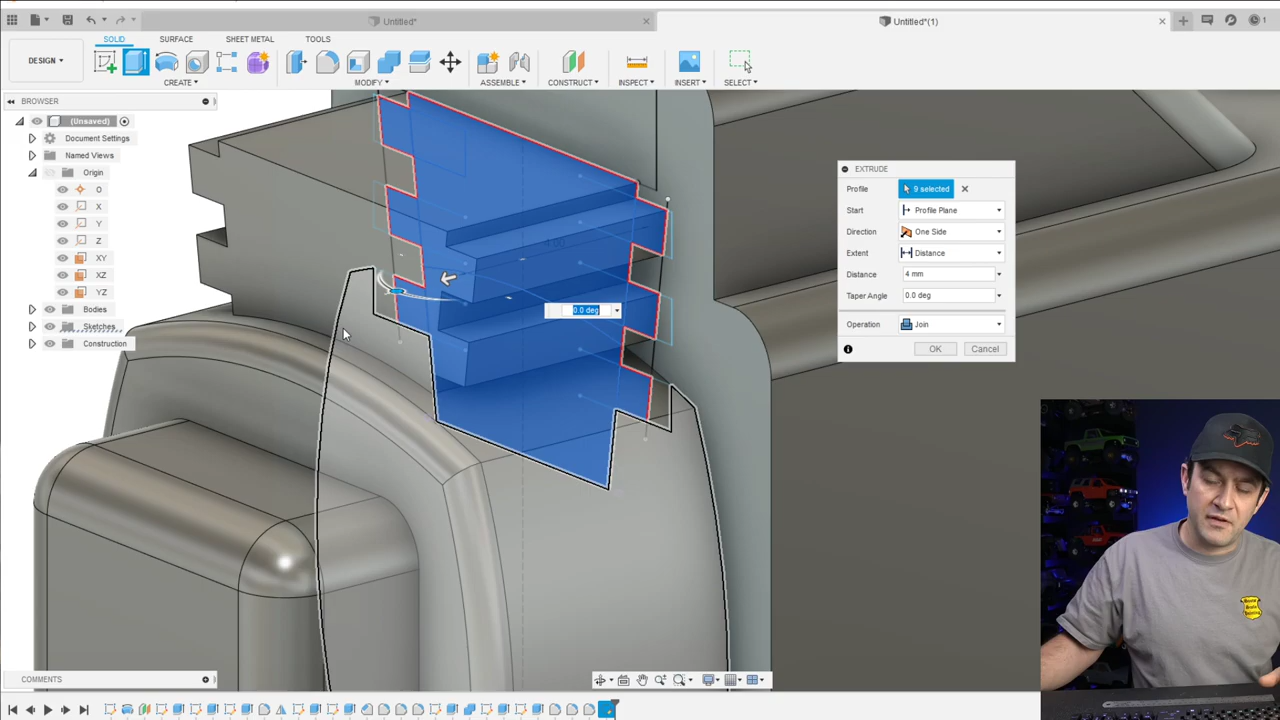 Untitled*
Untitled*(1)
1
SOLID
SURFACE
SHEET METAL
TOOLS
DESIGN
CREATE
MODIFY
ASSEMBLE
CONSTRUCT
INSPECT
INSERT
SELECT
BROWSER
(Unsaved)
Document Settings
Named Views
Origin
O
X
Y
Z
XY
XZ
YZ
Bodies
Sketches
Construction
4.00
0.0 deg
EXTRUDE
Profile 9 selected
Start Profile Plane
Direction One Side
Extent Distance
Distance 4 mm
Taper Angle 0.0 deg
Operation Join
OK Cancel
COMMENTS